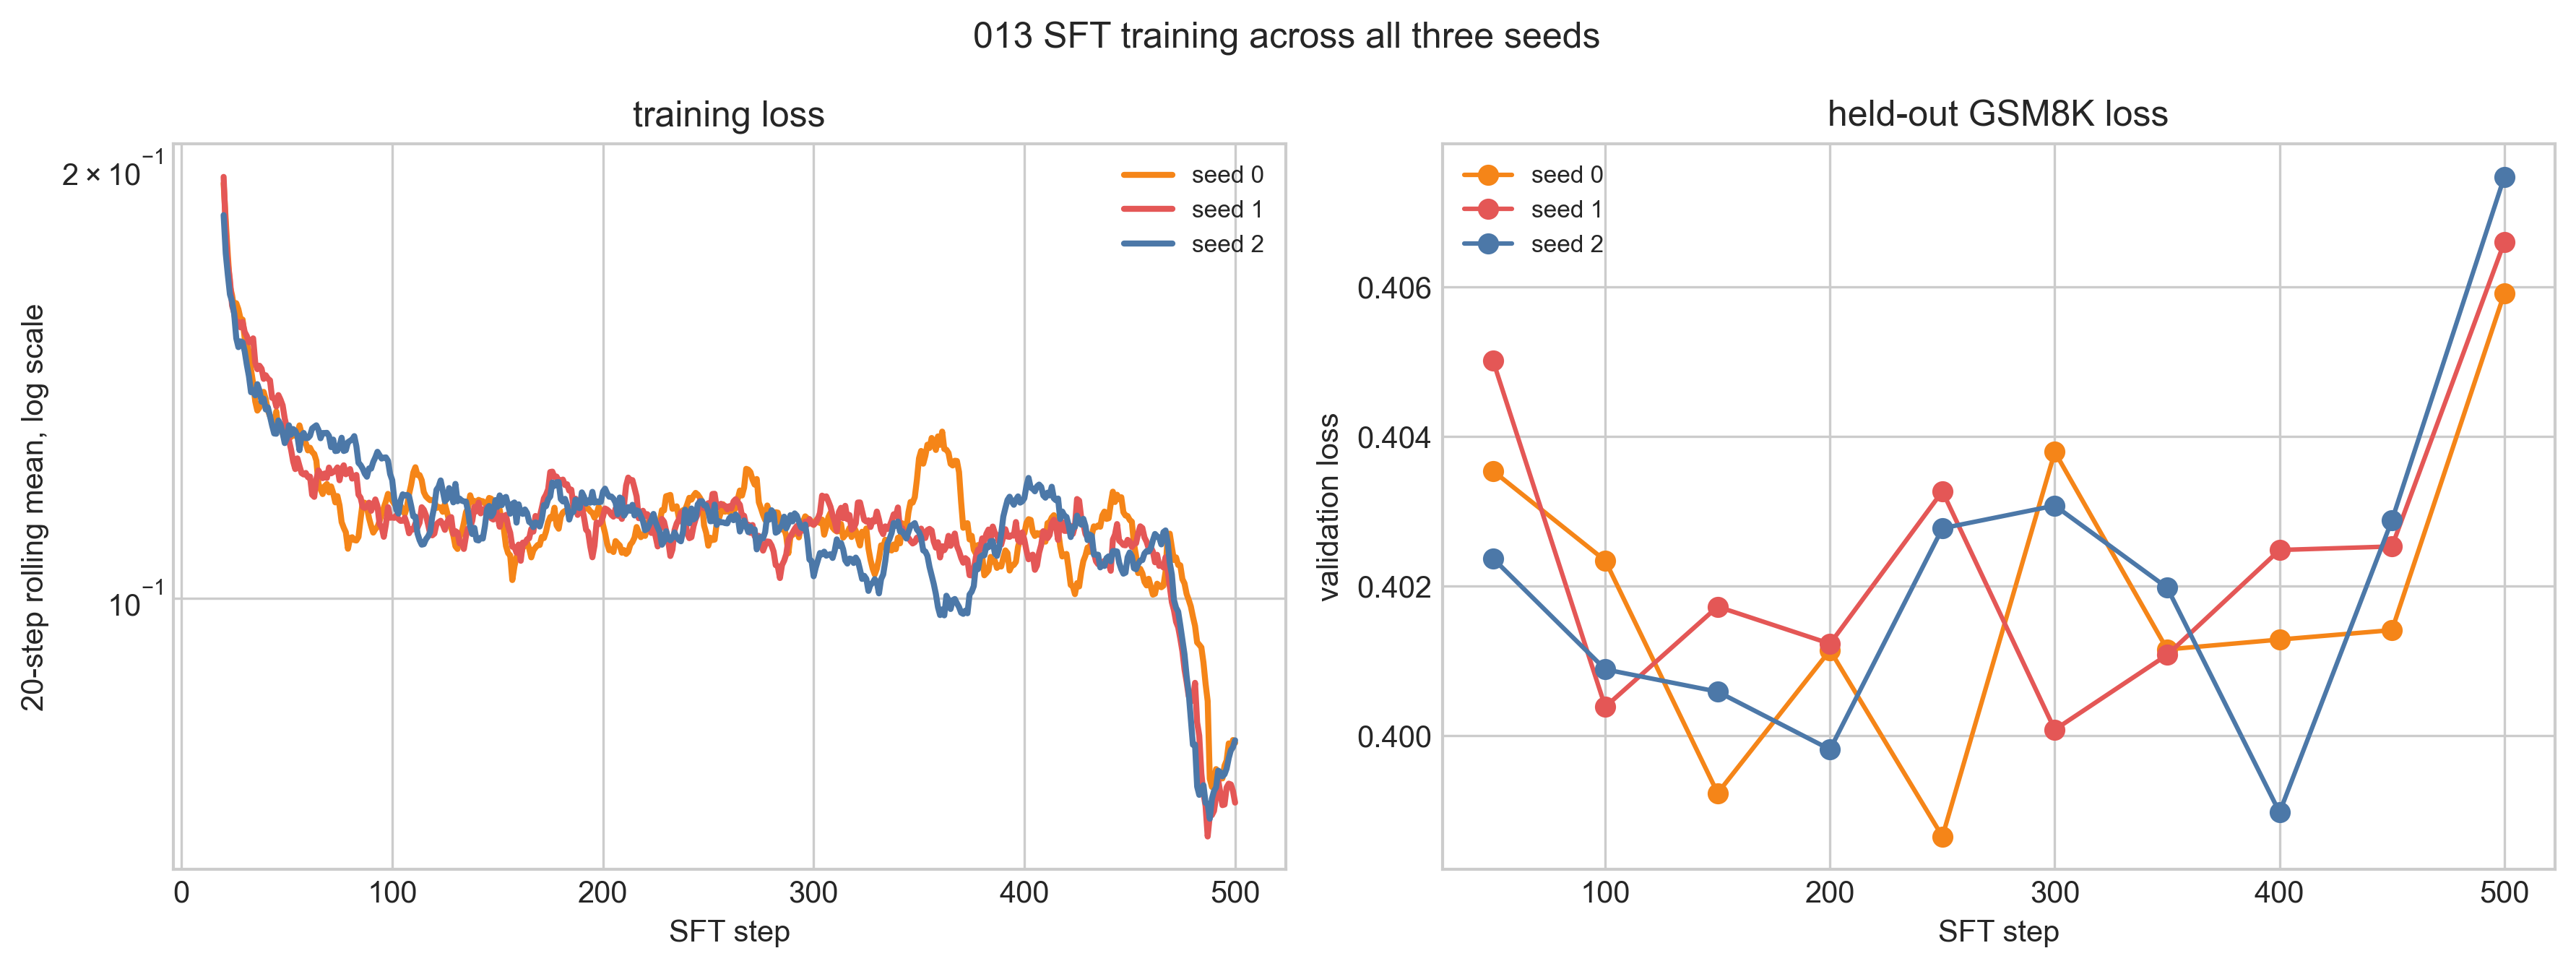 013 SFT training across all three seeds
training loss
20-step rolling mean, log scale
2 × 10⁻¹
10⁻¹
seed 0
seed 1
seed 2
0 100 200 300 400 500
SFT step
held-out GSM8K loss
validation loss
0.406
0.404
0.402
0.400
seed 0
seed 1
seed 2
100 200 300 400 500
SFT step